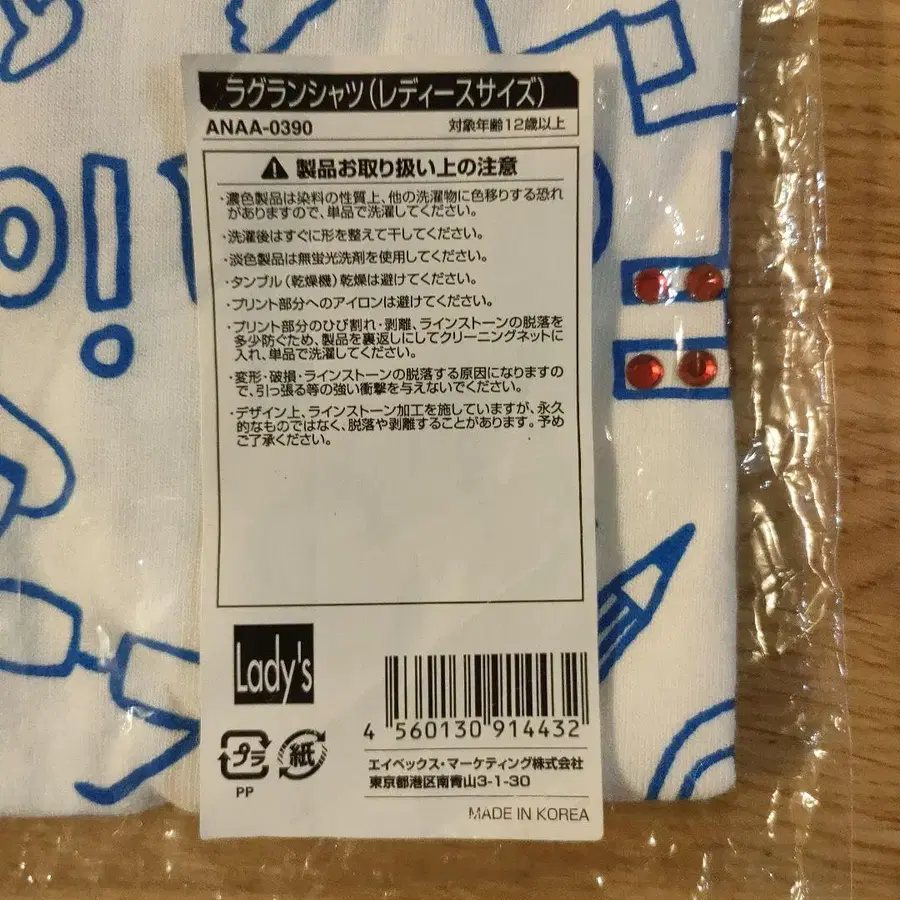 ラグランシャツ(レディースサイズ)
ANAA-0390 対象年齢12歳以上
⚠製品お取り扱い上の注意
・濃色製品は染料の性質上、他の洗濯物に色移りする恐れ
がありますので、単品で洗濯してください。
・洗濯後はすぐに形を整えて干してください。
・淡色製品は無蛍光洗剤を使用してください。
・タンブル(乾燥機)乾燥は避けてください。
・プリント部分へのアイロンは避けてください。
・プリント部分のひび割れ・剥離、ラインストーンの脱落を
多少防ぐため、製品を裏返しにしてクリーニングネットに
入れ、単品で洗濯してください。
・変形・破損・ラインストーンの脱落する原因になりますの
で、引っ張る等の強い衝撃を与えないでください。
・デザイン上、ラインストーン加工を施していますが、永久
的なものではなく、脱落や剥離することがあります。予め
ご了承ください。
Lady's
プラ
紙
PP
4 560130 914432
エイベックス・マーケティング株式会社
東京都港区南青山3-1-30
MADE IN KOREA